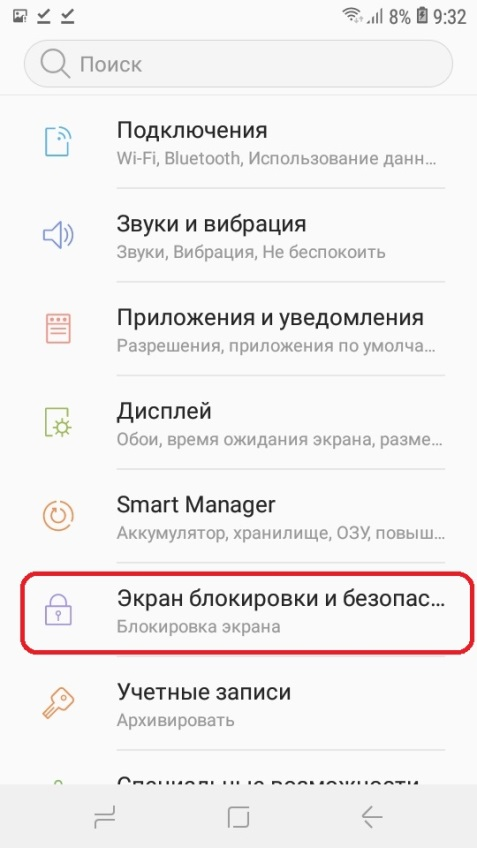 8% 9:32
Поиск
Подключения
Wi-Fi, Bluetooth, Использование данн...
Звуки и вибрация
Звуки, Вибрация, Не беспокоить
Приложения и уведомления
Разрешения, приложения по умолча...
Дисплей
Обои, время ожидания экрана, разме...
Smart Manager
Аккумулятор, хранилище, ОЗУ, повыш...
Экран блокировки и безопас...
Блокировка экрана
Учетные записи
Архивировать
Специальные возможности